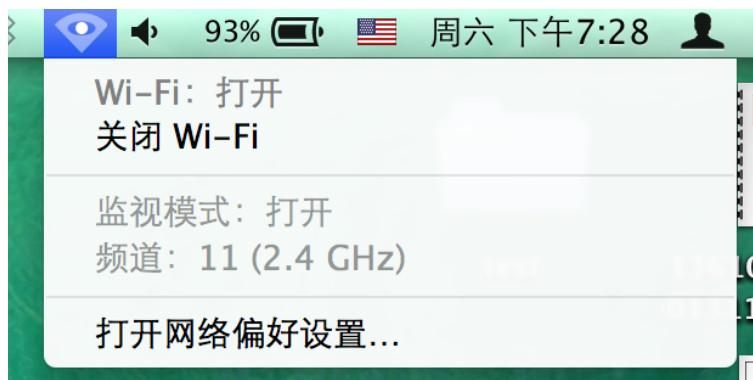 93% 周六 下午7:28
Wi-Fi：打开
关闭 Wi-Fi
监视模式：打开
频道：11 (2.4 GHz)
打开网络偏好设置...
test